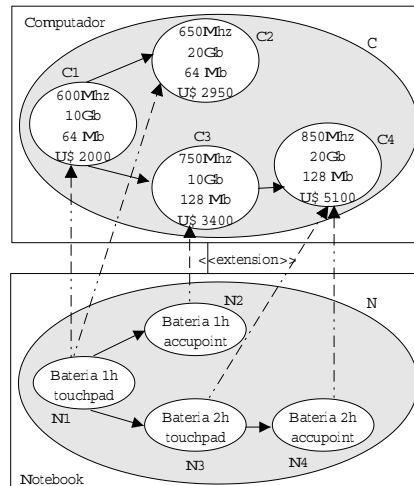 Computador
C
C1
600Mhz
10Gb
64 Mb
U$ 2000
650Mhz
20Gb
64 Mb
U$ 2950
C2
C3
750Mhz
10Gb
128 Mb
U$ 3400
850Mhz
20Gb
128 Mb
U$ 5100
C4
<<extension>>
N
N2
Bateria 1h
accupoint
Bateria 1h
touchpad
N1
Bateria 2h
touchpad
N3
Bateria 2h
accupoint
N4
Notebook